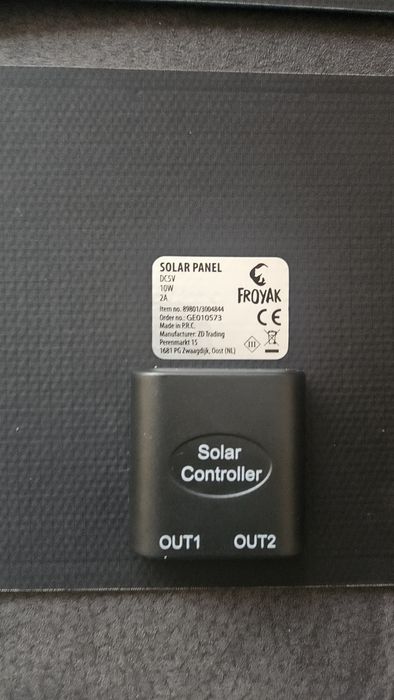 SOLAR PANEL
DC5V
10W
2A
FROYAK
Item no.: 89801/3004844
Order no.: GE010573
Made in P.R.C.
Manufacturer: ZD Trading
Perenmarkt 15
1681 PG Zwaagdijk, Oost (NL)
CE
III
Solar
Controller
OUT1 OUT2